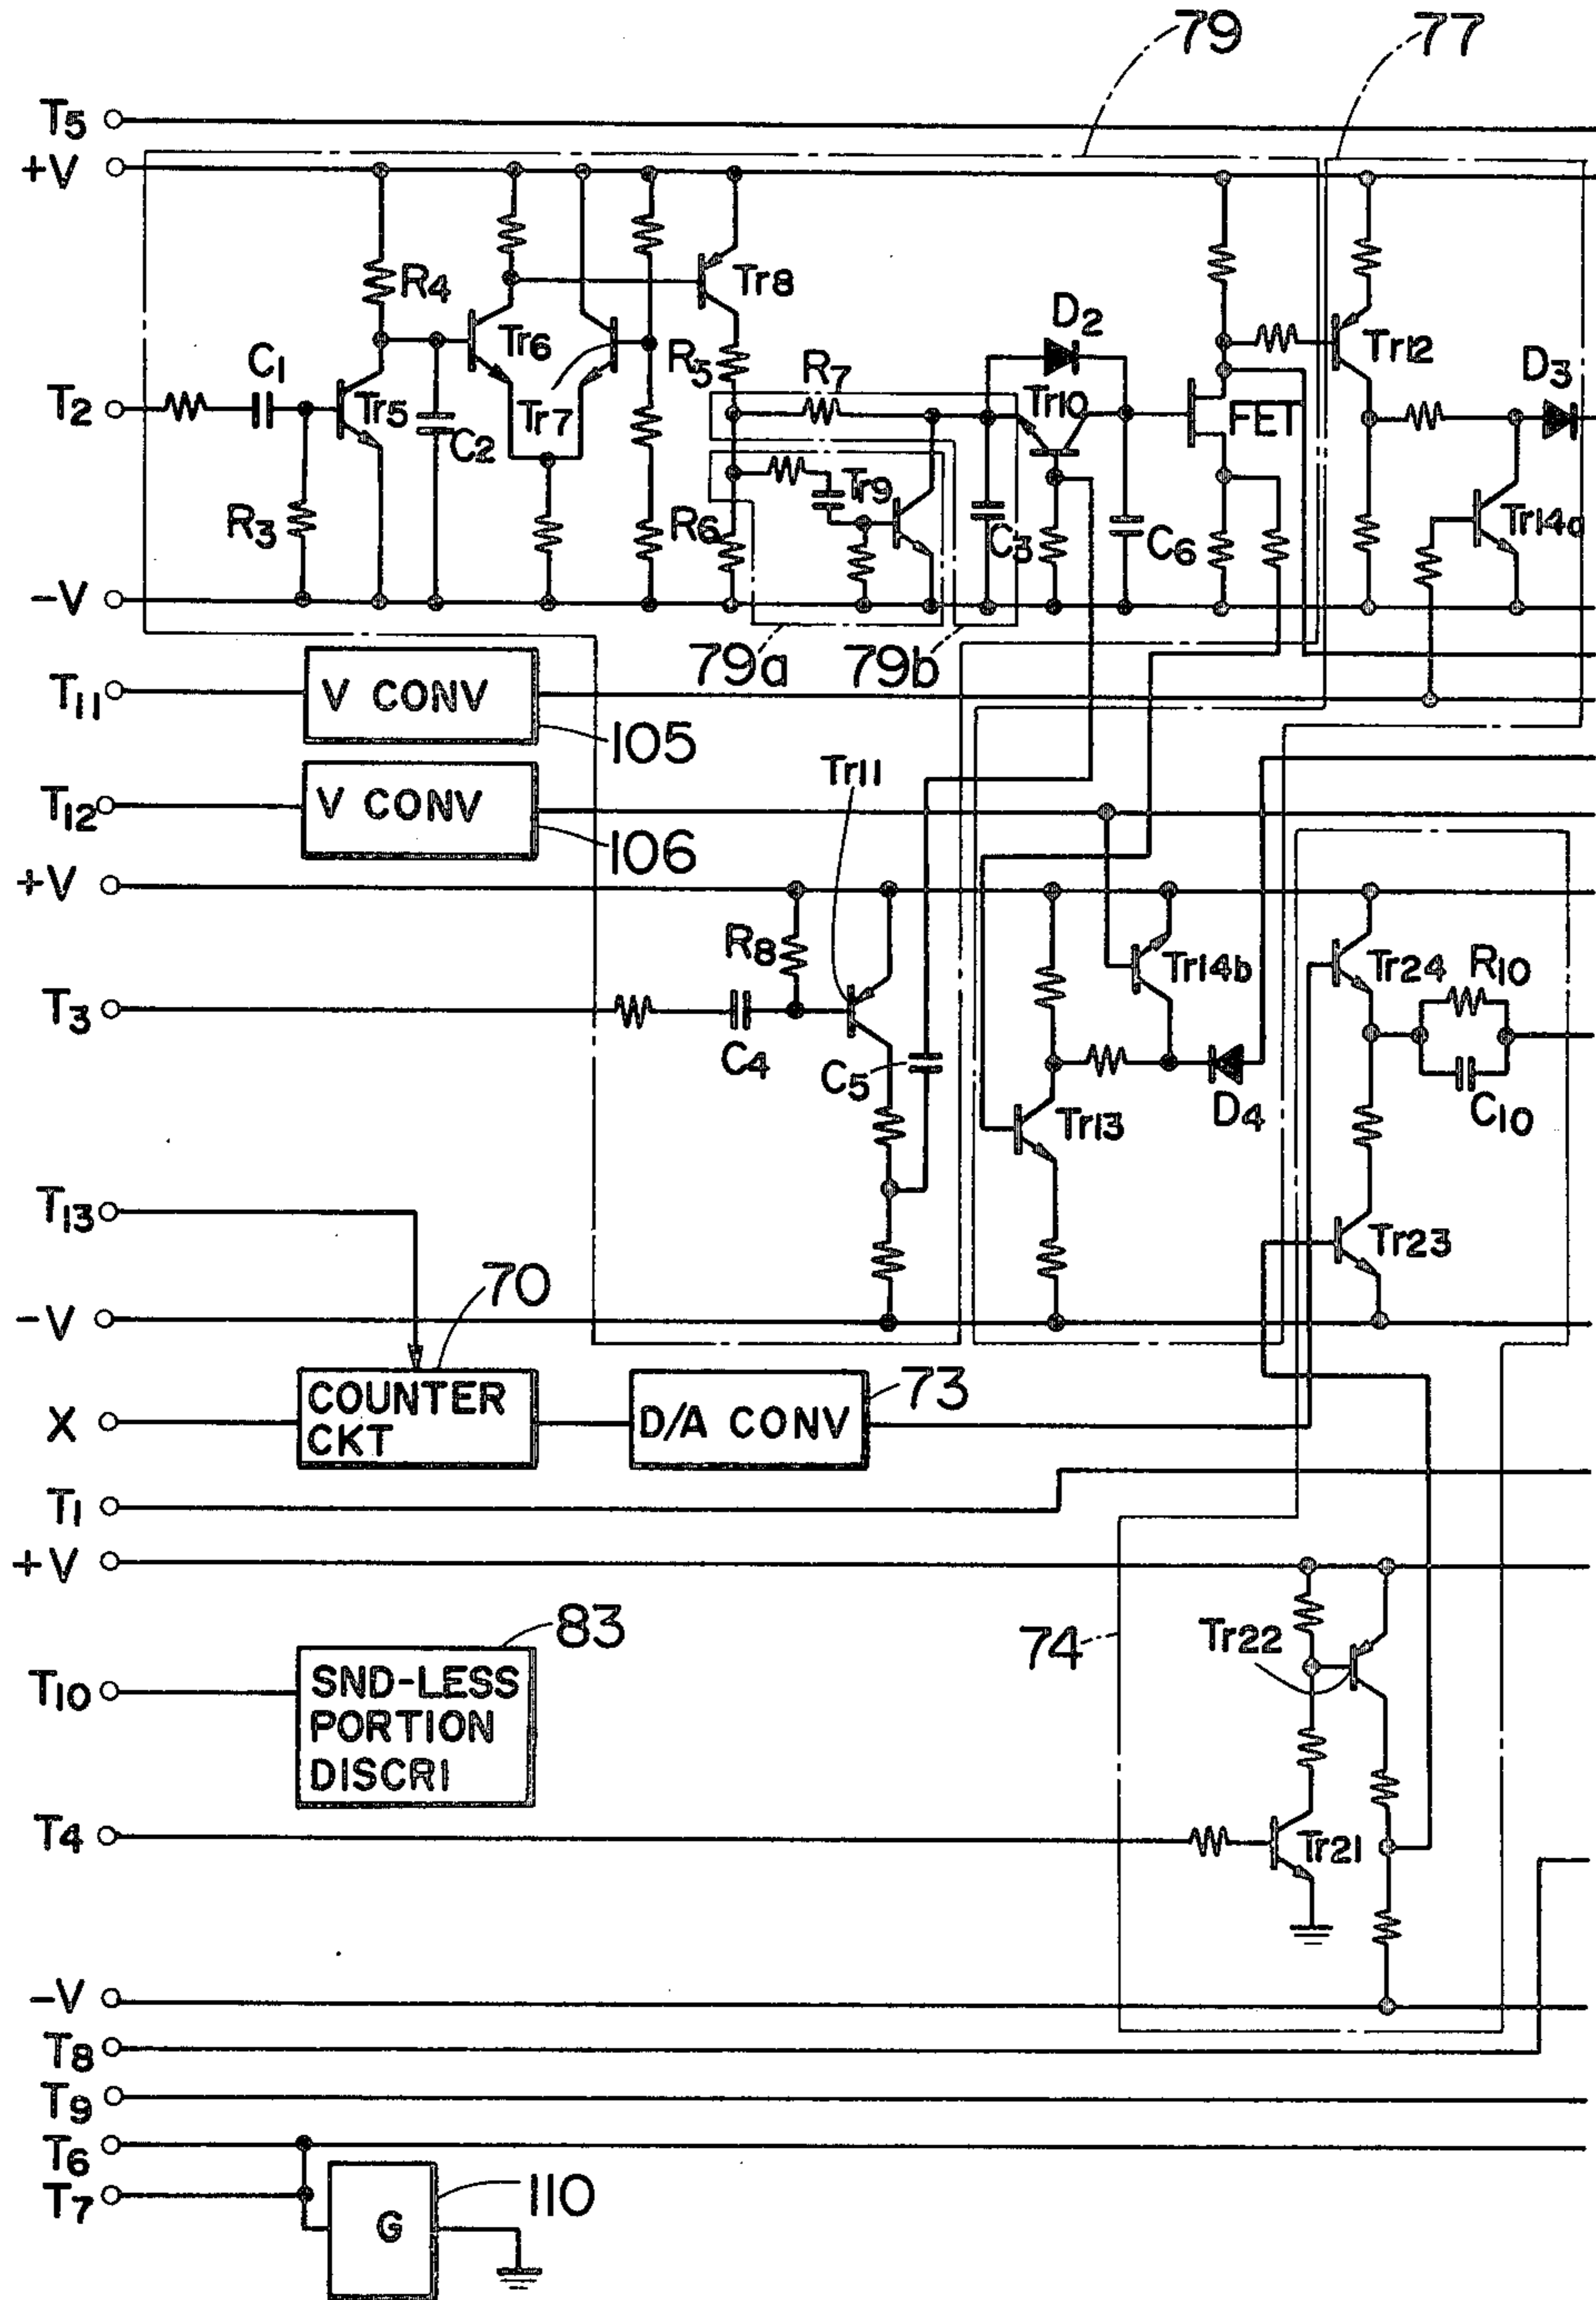 79
77
T5
+V
R4
Tr8
D2
Tr6
Tr12
C1
R5
R7
D3
T2
Tr5
Tr7
Tr10
FET
C2
Tr9
R3
R6
C3
C6
Tr14a
-V
79a
79b
T11
V CONV
105
Tr11
T12
V CONV
106
+V
R8
Tr14b
Tr24
R10
T3
C4
C5
Tr13
D4
C10
T13
Tr23
70
-V
73
X
COUNTER
CKT
D/A CONV
T1
+V
83
74
Tr22
T10
SND-LESS
PORTION
DISCRI
T4
Tr21
-V
T8
T9
T6
T7
G
110